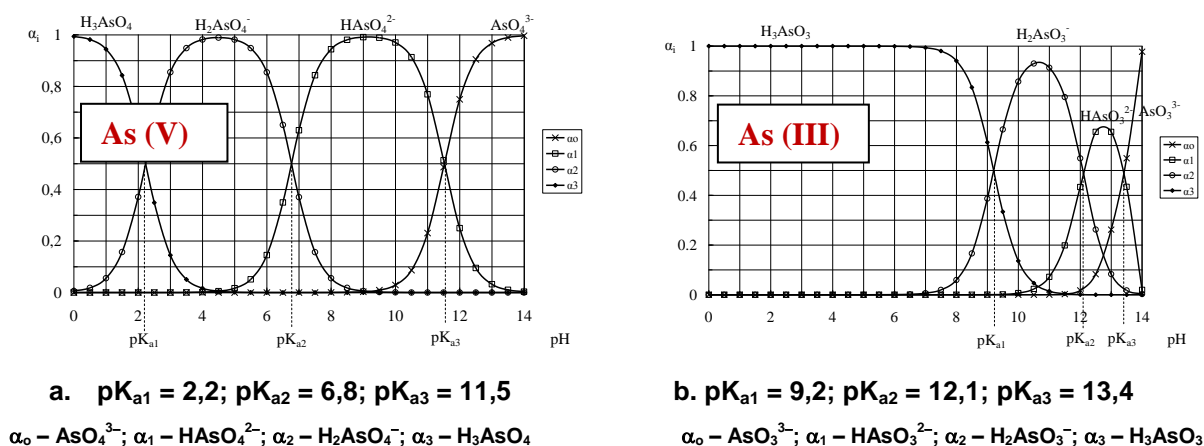 H₃AsO₄ H₂AsO₄⁻ HAsO₄²⁻ AsO₄³⁻
αᵢ
1
0,8
0,6
0,4
0,2
0
As (V)
0 2 4 6 8 10 12 14
pKₐ₁ pKₐ₂ pKₐ₃ pH
αo
α1
α2
α3
a. pKₐ₁ = 2,2; pKₐ₂ = 6,8; pKₐ₃ = 11,5
αₒ – AsO₄³⁻; α₁ – HAsO₄²⁻; α₂ – H₂AsO₄⁻; α₃ – H₃AsO₄
H₃AsO₃ H₂AsO₃⁻
αᵢ
HAsO₃²⁻ AsO₃³⁻
1
0.8
0.6
0.4
0.2
0
As (III)
0 2 4 6 8 10 12 14
pKₐ₁ pKₐ₂ pKₐ₃ pH
αo
α1
α2
α3
b. pKₐ₁ = 9,2; pKₐ₂ = 12,1; pKₐ₃ = 13,4
αₒ – AsO₃³⁻; α₁ – HAsO₃²⁻; α₂ – H₂AsO₃⁻; α₃ – H₃AsO₃